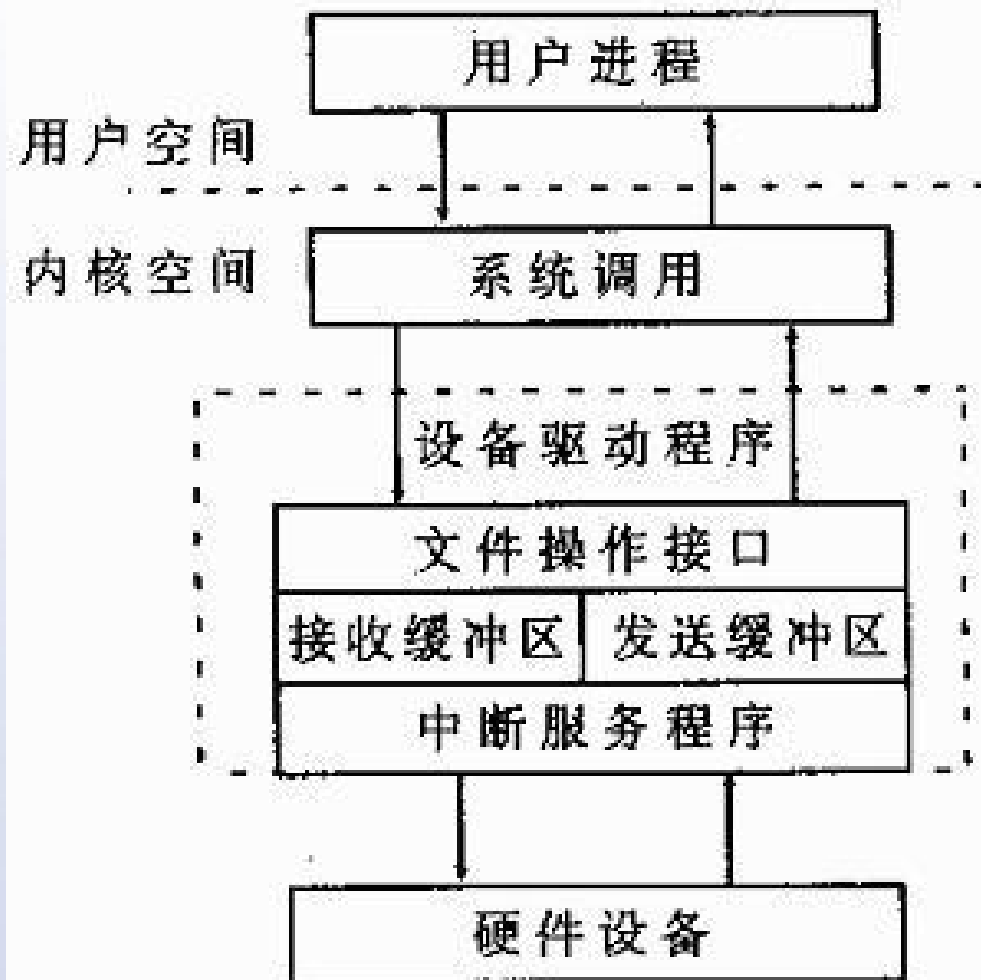 用户进程
用户空间
内核空间
系统调用
设备驱动程序
文件操作接口
接收缓冲区
发送缓冲区
中断服务程序
硬件设备